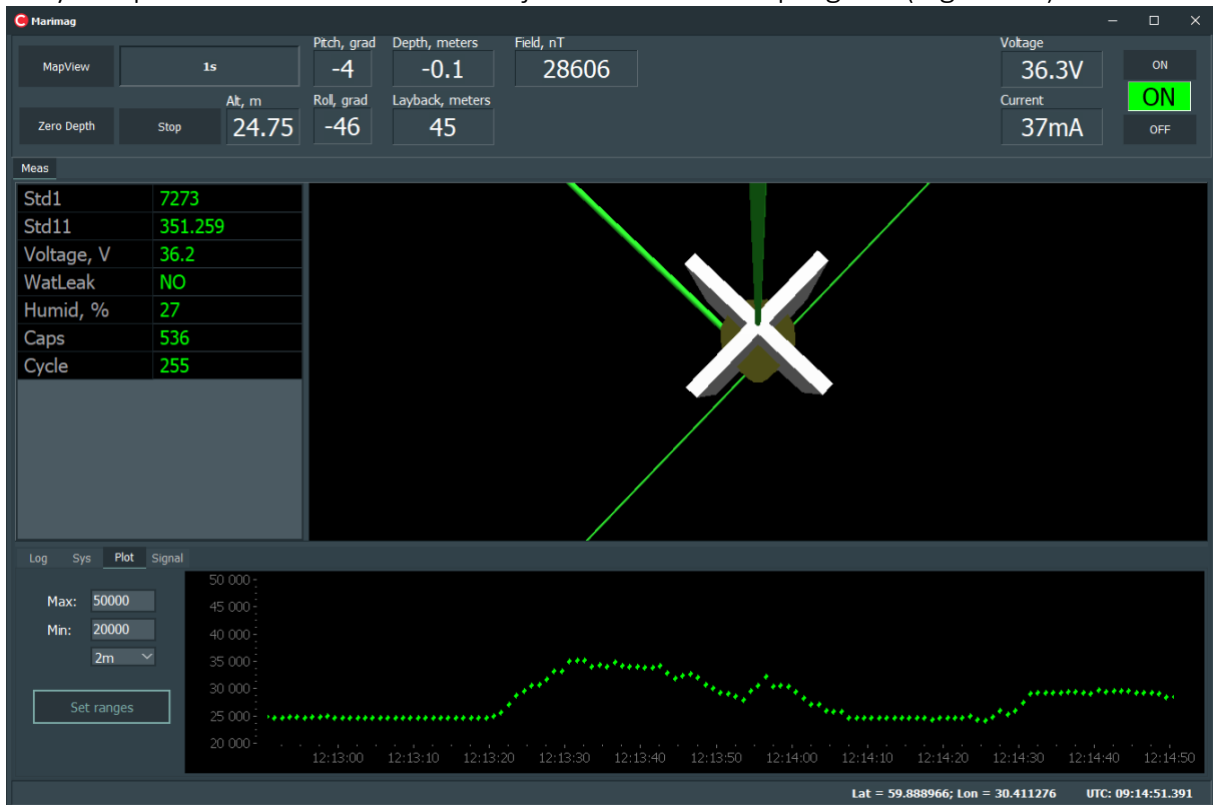 Marimag
MapView
1s
Pitch, grad
-4
Depth, meters
-0.1
Field, nT
28606
Voltage
36.3V
ON
Zero Depth
Stop
Alt, m
24.75
Roll, grad
-46
Layback, meters
45
Current
37mA
ON
OFF
Meas
Std1 7273
Std11 351.259
Voltage, V 36.2
WatLeak NO
Humid, % 27
Caps 536
Cycle 255
Log Sys Plot Signal
Max: 50000
Min: 20000
2m
Set ranges
50 000
45 000
40 000
35 000
30 000
25 000
20 000
12:13:00 12:13:10 12:13:20 12:13:30 12:13:40 12:13:50 12:14:00 12:14:10 12:14:20 12:14:30 12:14:40 12:14:50
Lat = 59.888966; Lon = 30.411276 UTC: 09:14:51.391